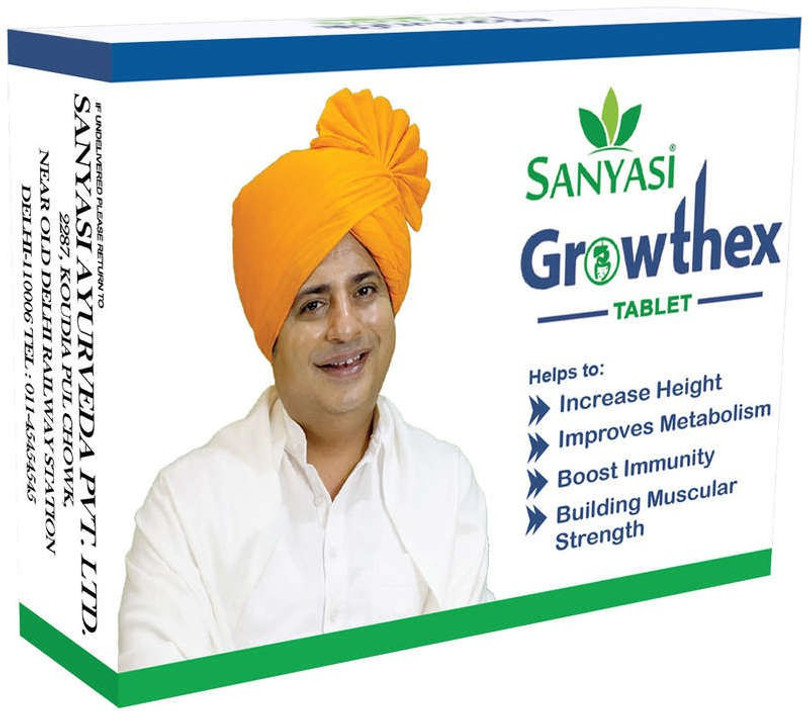 SANYASI®
Growthex
TABLET
Helps to:
Increase Height
Improves Metabolism
Boost Immunity
Building Muscular
Strength
IF UNDELIVERED PLEASE RETURN TO
SANYASI AYURVEDA PVT. LTD.
2287, KOUDIA PUL CHOWK,
NEAR OLD DELHI RAILWAY STATION
DELHI-110006 TEL : 011-45454545